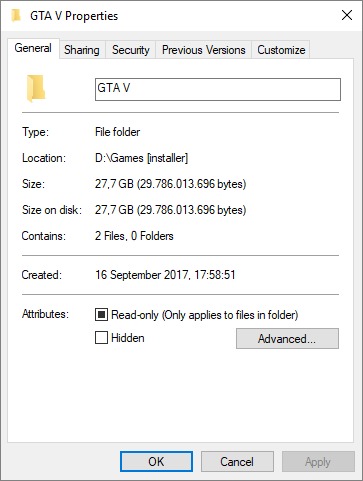 GTA V Properties
General Sharing Security Previous Versions Customize
GTA V
Type: File folder
Location: D:\Games [installer]
Size: 27,7 GB (29.786.013.696 bytes)
Size on disk: 27,7 GB (29.786.013.696 bytes)
Contains: 2 Files, 0 Folders
Created: 16 September 2017, 17:58:51
Attributes: Read-only (Only applies to files in folder)
Hidden Advanced...
OK Cancel Apply